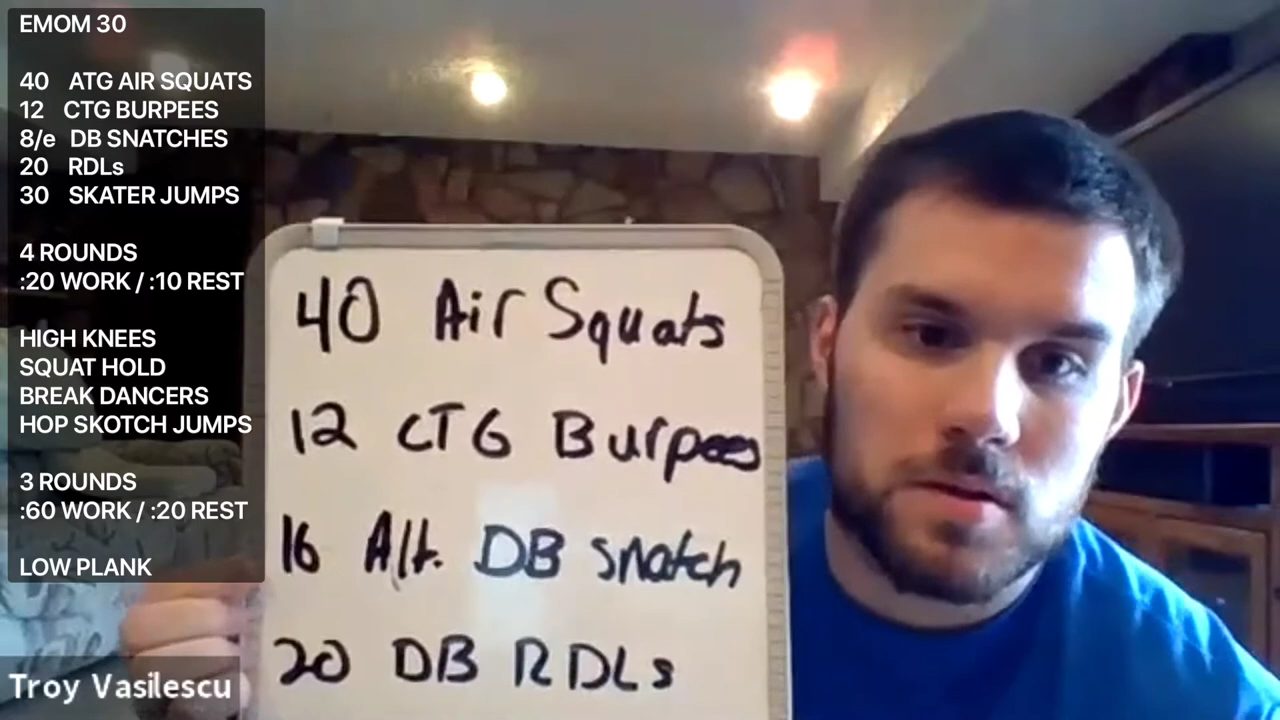 EMOM 30
40 ATG AIR SQUATS
12 CTG BURPEES
8/e DB SNATCHES
20 RDLs
30 SKATER JUMPS
4 ROUNDS
:20 WORK / :10 REST
HIGH KNEES
SQUAT HOLD
BREAK DANCERS
HOP SKOTCH JUMPS
3 ROUNDS
:60 WORK / :20 REST
LOW PLANK
40 Air Squats
12 CTG Burpees
16 Alt. DB snatch
20 DB RDLs
Troy Vasilescu